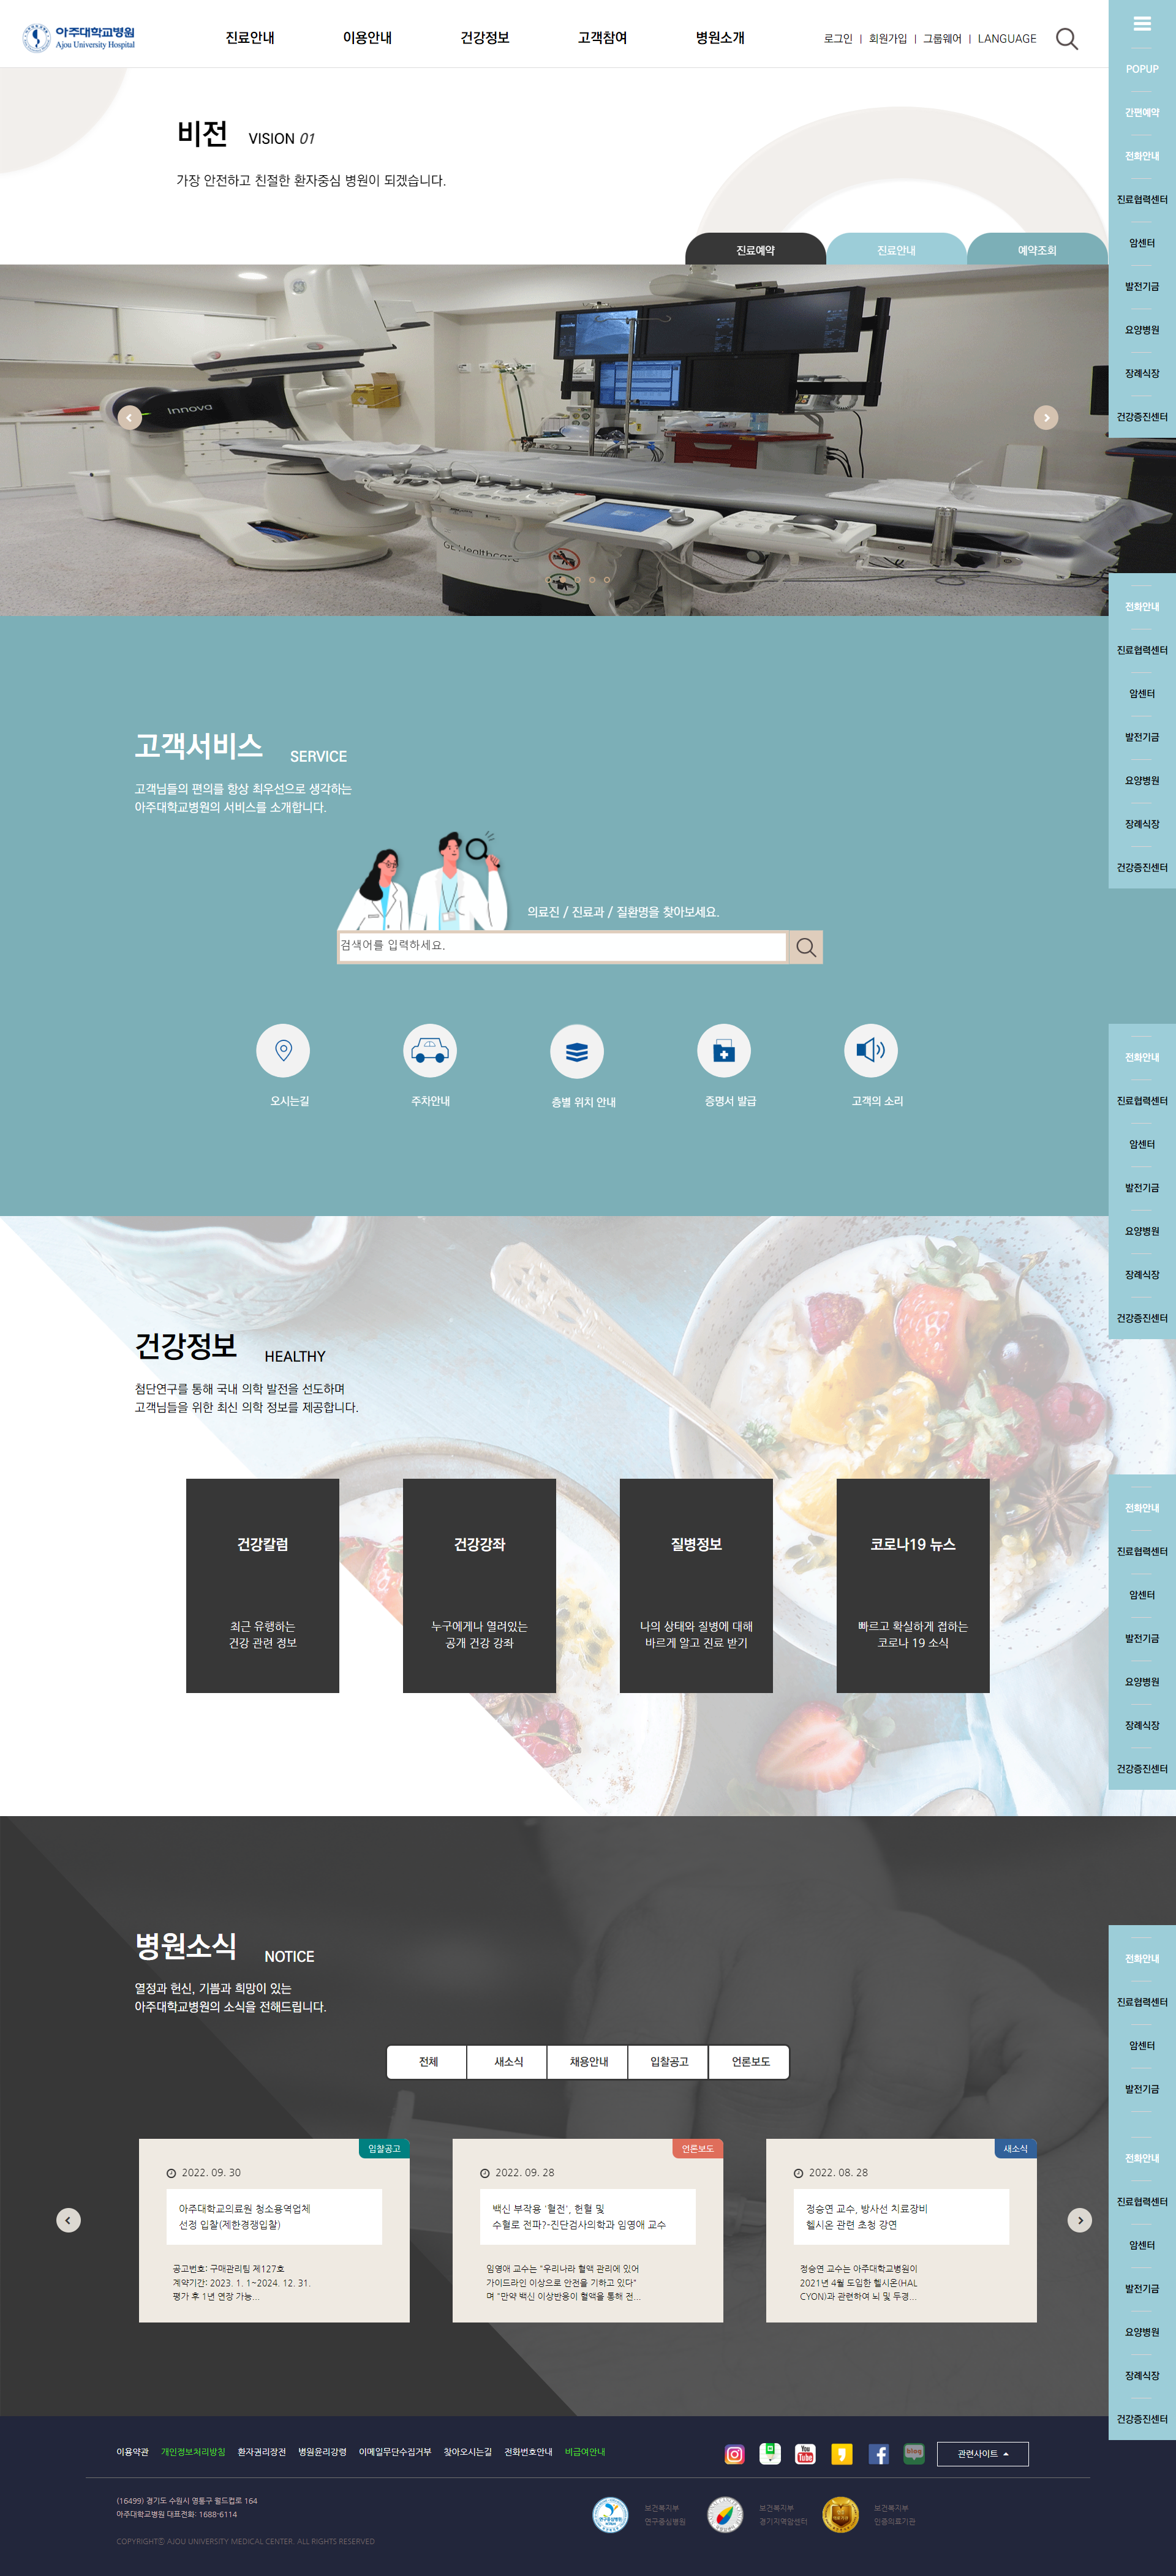 아주대학교병원
Ajou University Hospital
진료안내
이용안내
건강정보
고객참여
병원소개
로그인 | 회원가입 | 그룹웨어 | LANGUAGE
POPUP
간편예약
전화안내
진료협력센터
암센터
발전기금
요양병원
장례식장
건강증진센터
비전 VISION 01
가장 안전하고 친절한 환자중심 병원이 되겠습니다.
진료예약
진료안내
예약조회
Innova
GE Healthcare
전화안내
진료협력센터
암센터
발전기금
요양병원
장례식장
건강증진센터
고객서비스 SERVICE
고객님들의 편의를 항상 최우선으로 생각하는
아주대학교병원의 서비스를 소개합니다.
의료진 / 진료과 / 질환명을 찾아보세요.
검색어를 입력하세요.
오시는길
주차안내
층별 위치 안내
증명서 발급
고객의 소리
전화안내
진료협력센터
암센터
발전기금
요양병원
장례식장
건강증진센터
건강정보 HEALTHY
첨단연구를 통해 국내 의학 발전을 선도하며
고객님들을 위한 최신 의학 정보를 제공합니다.
건강칼럼
최근 유행하는
건강 관련 정보
건강강좌
누구에게나 열려있는
공개 건강 강좌
질병정보
나의 상태와 질병에 대해
바르게 알고 진료 받기
코로나19 뉴스
빠르고 확실하게 접하는
코로나 19 소식
전화안내
진료협력센터
암센터
발전기금
요양병원
장례식장
건강증진센터
병원소식 NOTICE
열정과 헌신, 기쁨과 희망이 있는
아주대학교병원의 소식을 전해드립니다.
전체
새소식
채용안내
입찰공고
언론보도
입찰공고
2022. 09. 30
아주대학교의료원 청소용역업체
선정 입찰(제한경쟁입찰)
공고번호: 구매관리팀 제127호
계약기간: 2023. 1. 1~2024. 12. 31.
평가 후 1년 연장 가능...
언론보도
2022. 09. 28
백신 부작용 '혈전', 헌혈 및
수혈로 전파?-진단검사의학과 임영애 교수
임영애 교수는 "우리나라 혈액 관리에 있어
가이드라인 이상으로 안전을 기하고 있다"
며 "만약 백신 이상반응이 혈액을 통해 전...
새소식
2022. 08. 28
정승연 교수, 방사선 치료장비
헬시온 관련 초청 강연
정승연 교수는 아주대학교병원이
2021년 4월 도입한 헬시온(HAL
CYON)과 관련하여 뇌 및 두경...
전화안내
진료협력센터
암센터
발전기금
전화안내
진료협력센터
암센터
발전기금
요양병원
장례식장
건강증진센터
이용약관 개인정보처리방침 환자권리장전 병원윤리강령 이메일무단수집거부 찾아오시는길 전화번호안내 비급여안내
You
Tube
blog
관련사이트
(16499) 경기도 수원시 영통구 월드컵로 164
아주대학교병원 대표전화: 1688-6114
COPYRIGHTⓒ AJOU UNIVERSITY MEDICAL CENTER. ALL RIGHTS RESERVED
연구중심병원
보건복지부
연구중심병원
보건복지부
경기지역암센터
보건복지부
인증의료기관